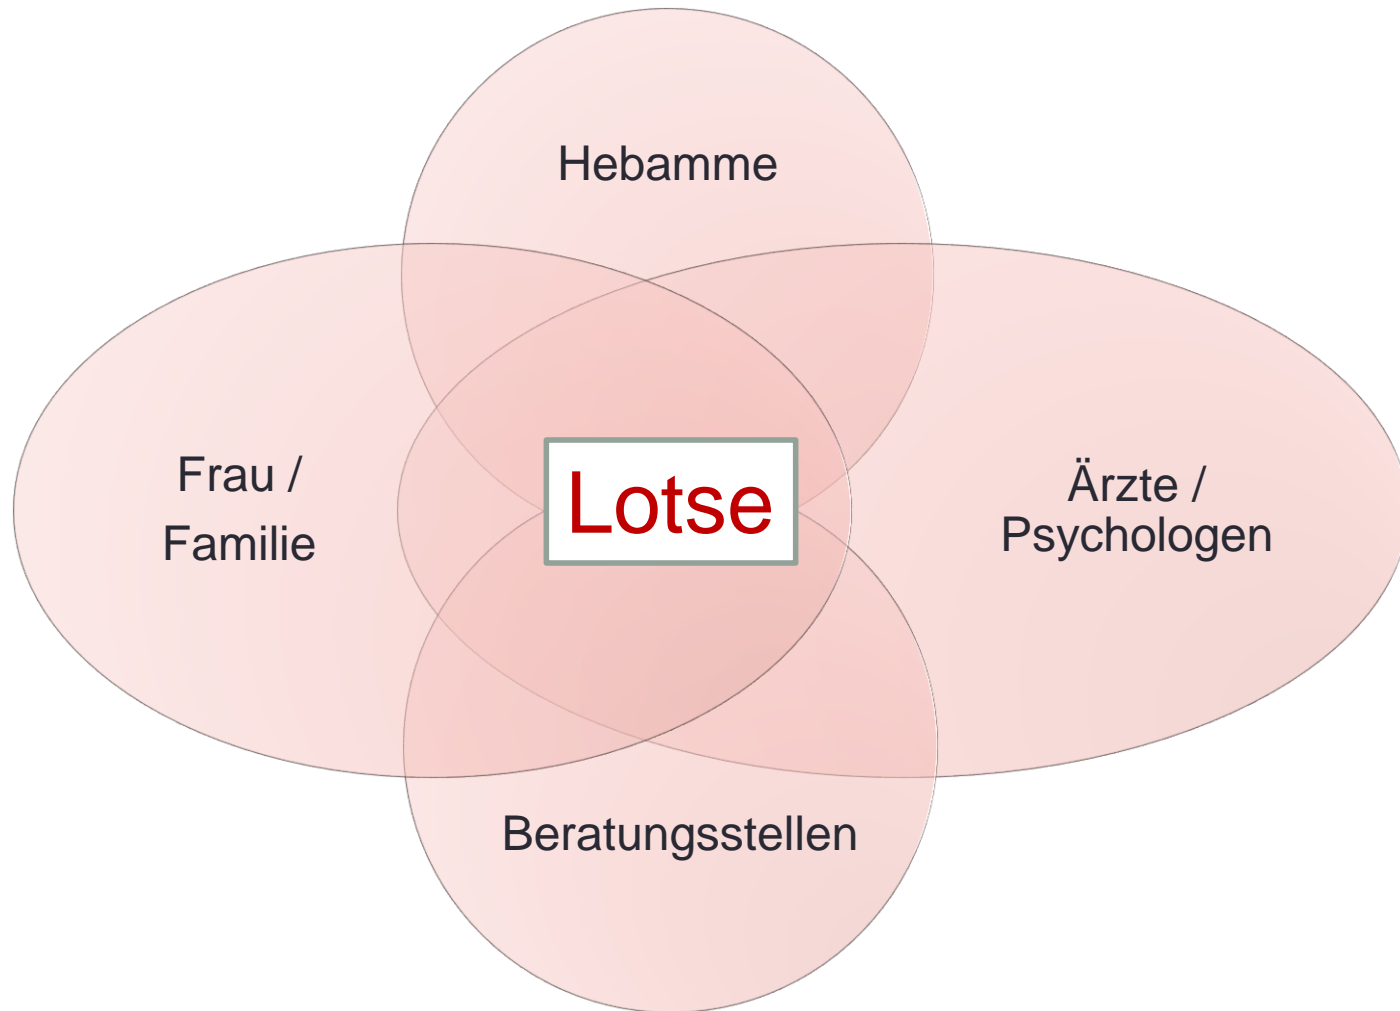 Hebamme
Frau /
Familie
Lotse
Ärzte /
Psychologen
Beratungsstellen